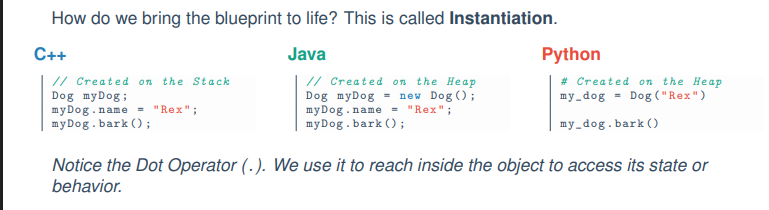 How do we bring the blueprint to life? This is called Instantiation.
C++
// Created on the Stack
Dog myDog;
myDog.name = "Rex";
myDog.bark();
Java
// Created on the Heap
Dog myDog = new Dog();
myDog.name = "Rex";
myDog.bark();
Python
# Created on the Heap
my_dog = Dog("Rex")
my_dog.bark()
Notice the Dot Operator (.). We use it to reach inside the object to access its state or
behavior.